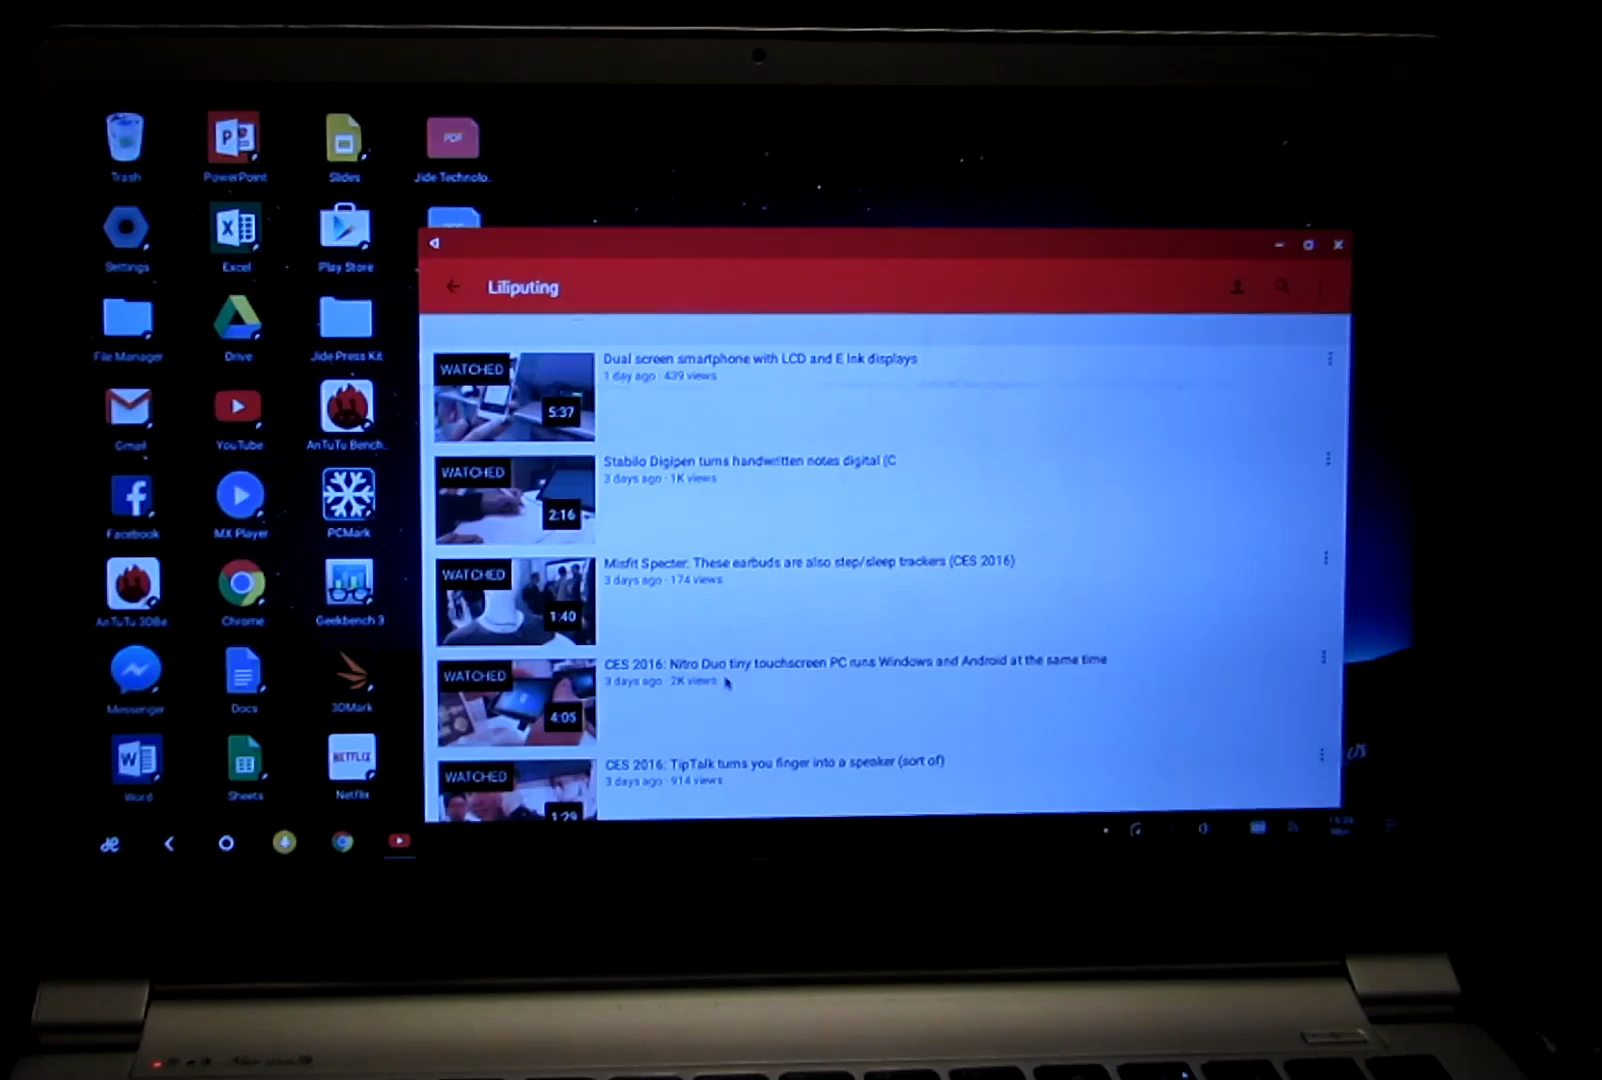 Trash
PowerPoint
Slides
PDF
Jide Technolo..
Settings
Excel
Play Store
File Manager
Drive
Jide Press Kit
Gmail
YouTube
AnTuTu Bench..
Facebook
MX Player
PCMark
AnTuTu 3DBe
Chrome
Geekbench 3
Messenger
Docs
3DMark
Word
Sheets
NETFLIX
Netflix
Liliputing
WATCHED
5:37
Dual screen smartphone with LCD and E Ink displays
1 day ago · 439 views
WATCHED
2:16
Stabilo Digipen turns handwritten notes digital (C
3 days ago · 1K views
WATCHED
1:40
Misfit Specter: These earbuds are also step/sleep trackers (CES 2016)
3 days ago · 174 views
WATCHED
4:05
CES 2016: Nitro Duo tiny touchscreen PC runs Windows and Android at the same time
3 days ago · 2K views
WATCHED
1:29
CES 2016: TipTalk turns you finger into a speaker (sort of)
3 days ago · 914 views